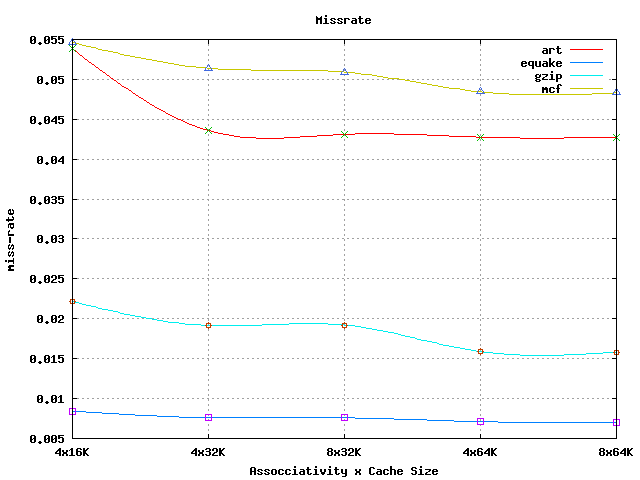 Missrate
0.055
0.05
0.045
0.04
0.035
0.03
0.025
0.02
0.015
0.01
0.005
miss-rate
art
equake
gzip
mcf
4x16K 4x32K 8x32K 4x64K 8x64K
Assocciativity x Cache Size